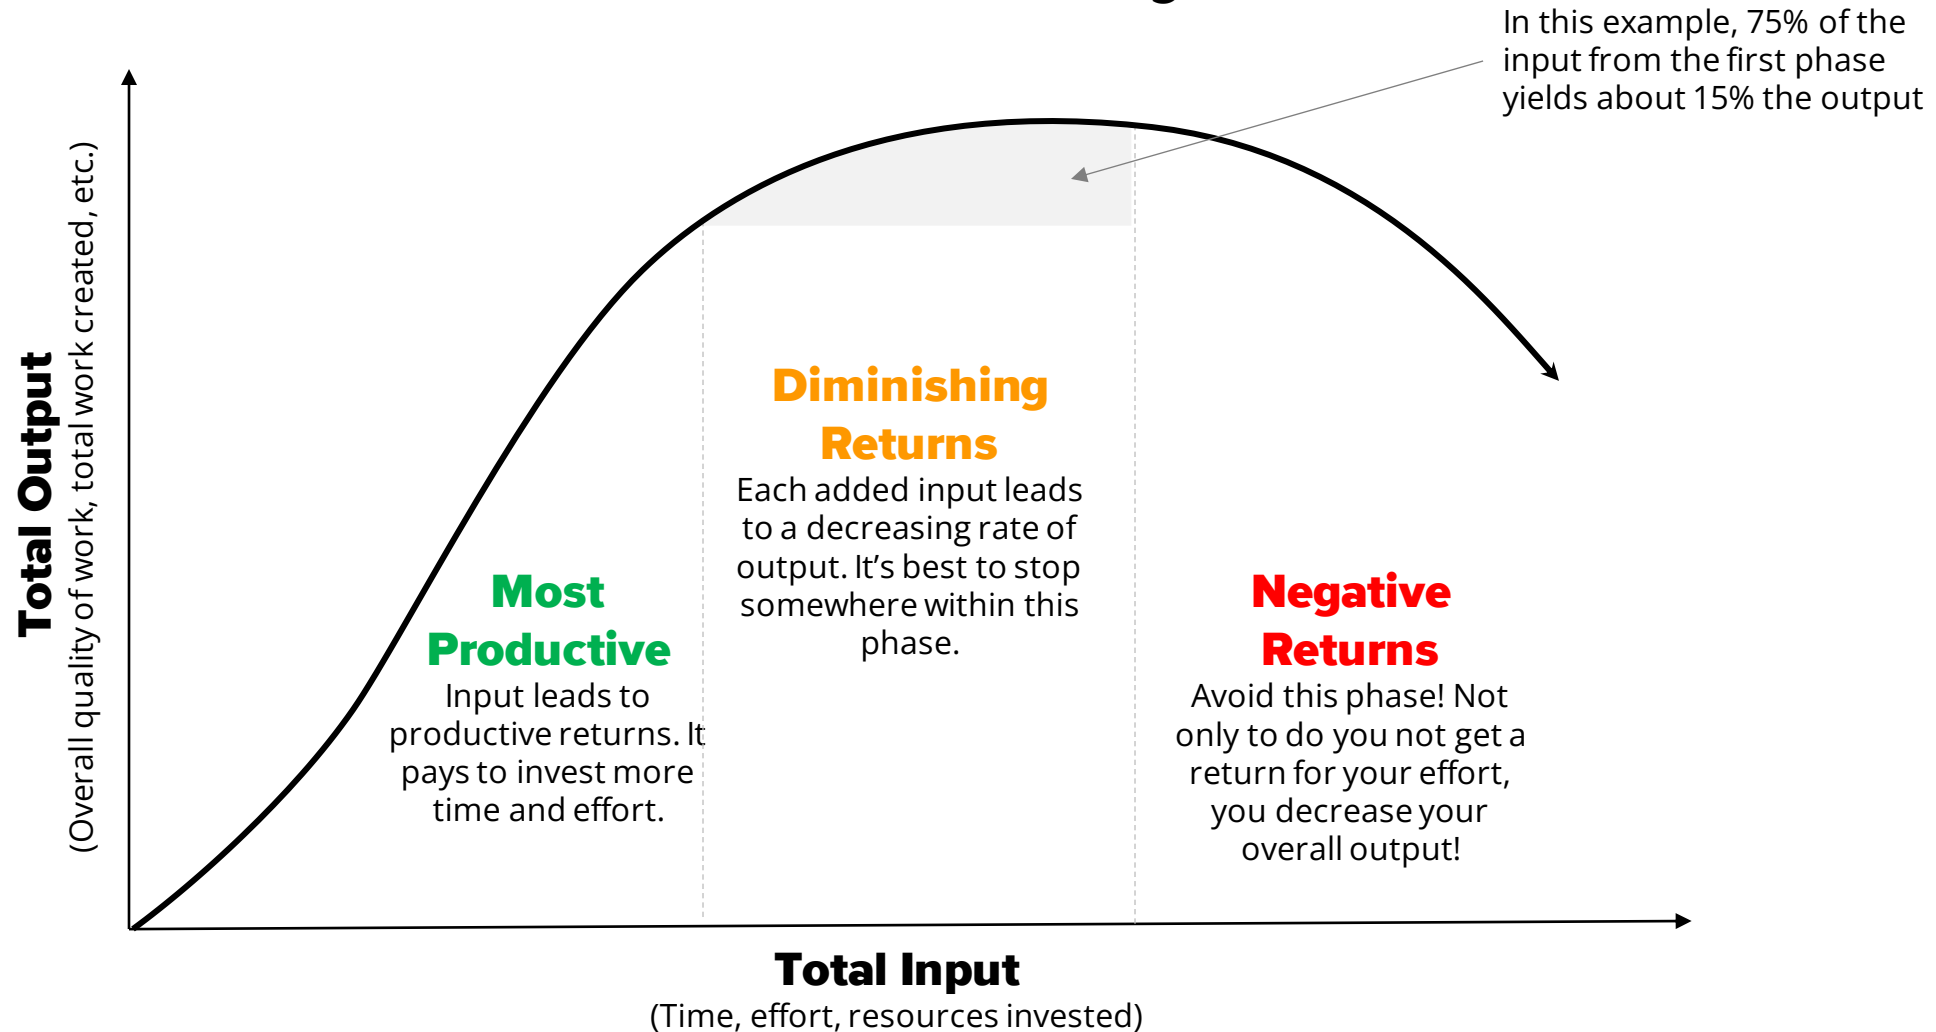 In this example, 75% of the
input from the first phase
yields about 15% the output
Total Output
(Overall quality of work, total work created, etc.)
Diminishing
Returns
Each added input leads
to a decreasing rate of
output. It’s best to stop
somewhere within this
phase.
Most
Productive
Input leads to
productive returns. It
pays to invest more
time and effort.
Negative
Returns
Avoid this phase! Not
only to do you not get a
return for your effort,
you decrease your
overall output!
Total Input
(Time, effort, resources invested)